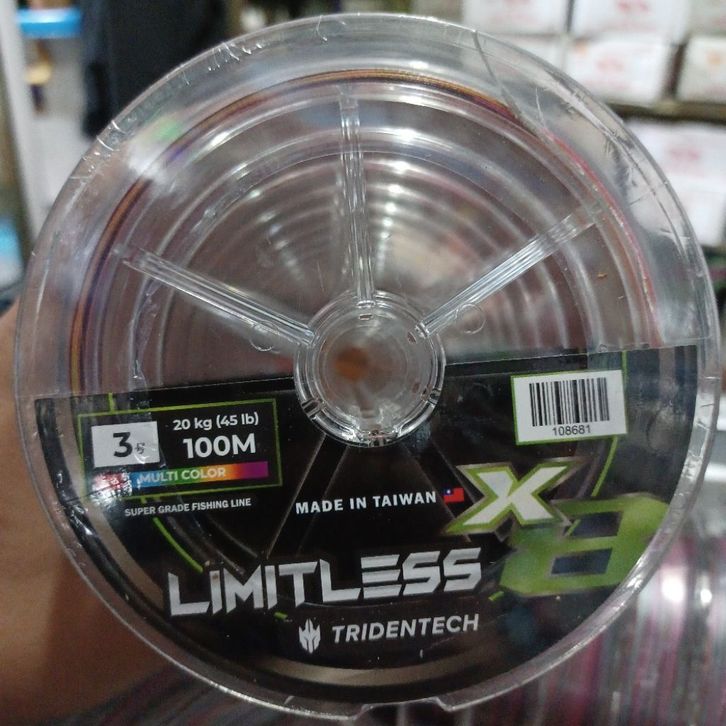 3
20 kg (45 lb)
100M
MULTI COLOR
SUPER GRADE FISHING LINE
108681
MADE IN TAIWAN
X8
LIMITLESS
TRIDENTECH